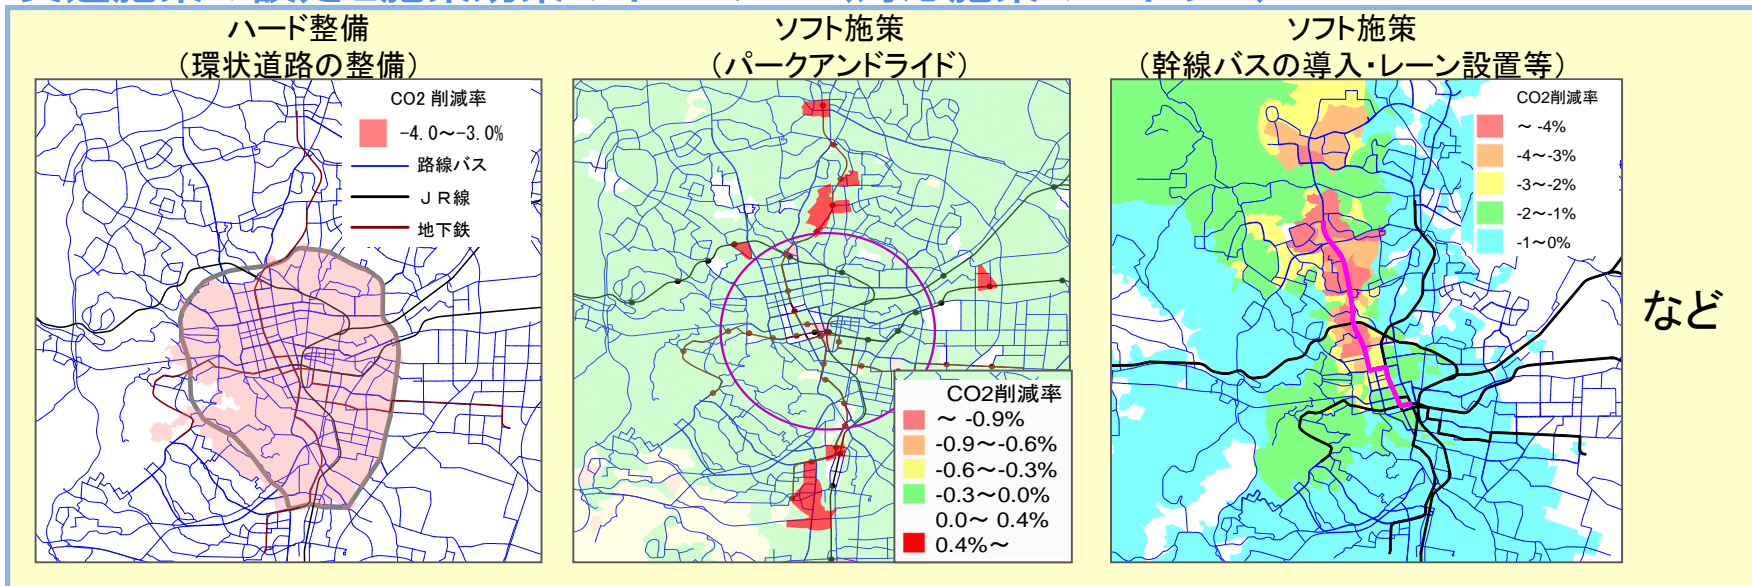 ハード整備
(環状道路の整備)
CO2 削減率
-4.0～-3.0%
路線バス
ＪＲ線
地下鉄
ソフト施策
(パークアンドライド)
CO2削減率
～ -0.9%
-0.9～-0.6%
-0.6～-0.3%
-0.3～0.0%
0.0～ 0.4%
0.4%～
ソフト施策
(幹線バスの導入・レーン設置等)
CO2削減率
～ -4%
-4～-3%
-3～-2%
-2～-1%
-1～0%
など